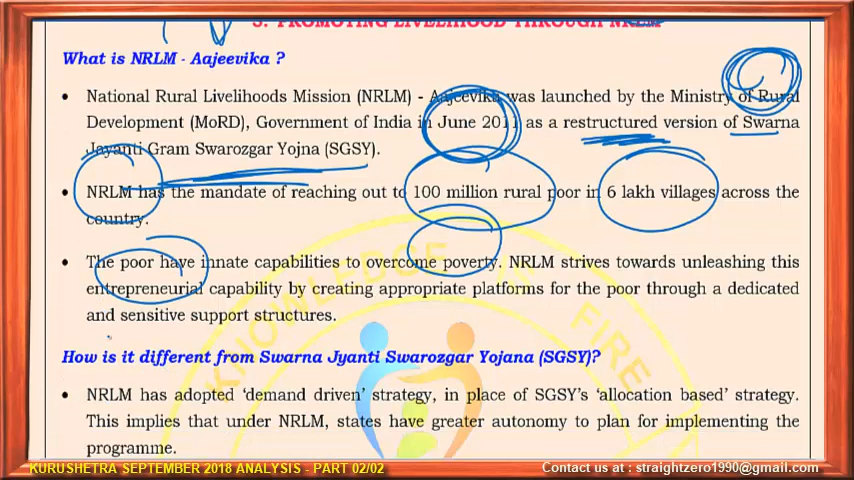 3. PROMOTING LIVELIHOOD THROUGH NRLM
What is NRLM - Aajeevika ?
• National Rural Livelihoods Mission (NRLM) - Aajeevika was launched by the Ministry of Rural
Development (MoRD), Government of India in June 2011 as a restructured version of Swarna
Jayanti Gram Swarozgar Yojna (SGSY).
• NRLM has the mandate of reaching out to 100 million rural poor in 6 lakh villages across the
country.
• The poor have innate capabilities to overcome poverty. NRLM strives towards unleashing this
entrepreneurial capability by creating appropriate platforms for the poor through a dedicated
and sensitive support structures.
How is it different from Swarna Jyanti Swarozgar Yojana (SGSY)?
• NRLM has adopted ‘demand driven’ strategy, in place of SGSY’s ‘allocation based’ strategy.
This implies that under NRLM, states have greater autonomy to plan for implementing the
programme.
KNOWLEDGE FIRE
KURUSHETRA SEPTEMBER 2018 ANALYSIS - PART 02/02
Contact us at : straightzero1990@gmail.com